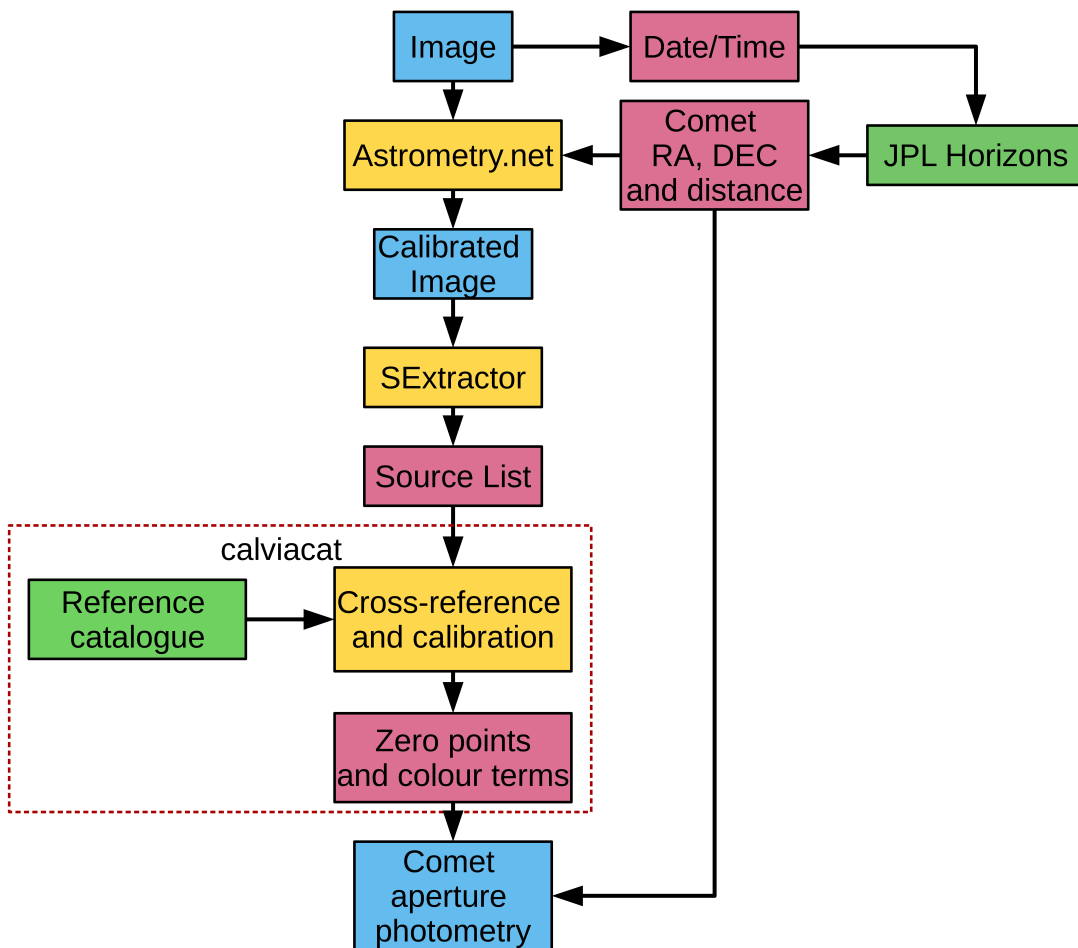 Image
Date/Time
Comet
RA, DEC
and distance
JPL Horizons
Astrometry.net
Calibrated
Image
SExtractor
Source List
calviacat
Reference
catalogue
Cross-reference
and calibration
Zero points
and colour terms
Comet
aperture
photometry